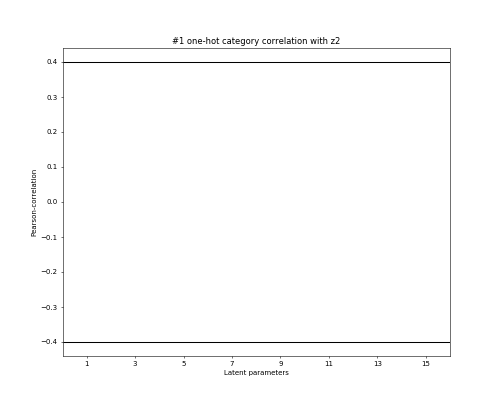 #1 one-hot category correlation with z2
0.4
0.3
0.2
0.1
0.0
−0.1
−0.2
−0.3
−0.4
Pearson-correlation
1 3 5 7 9 11 13 15
Latent parameters